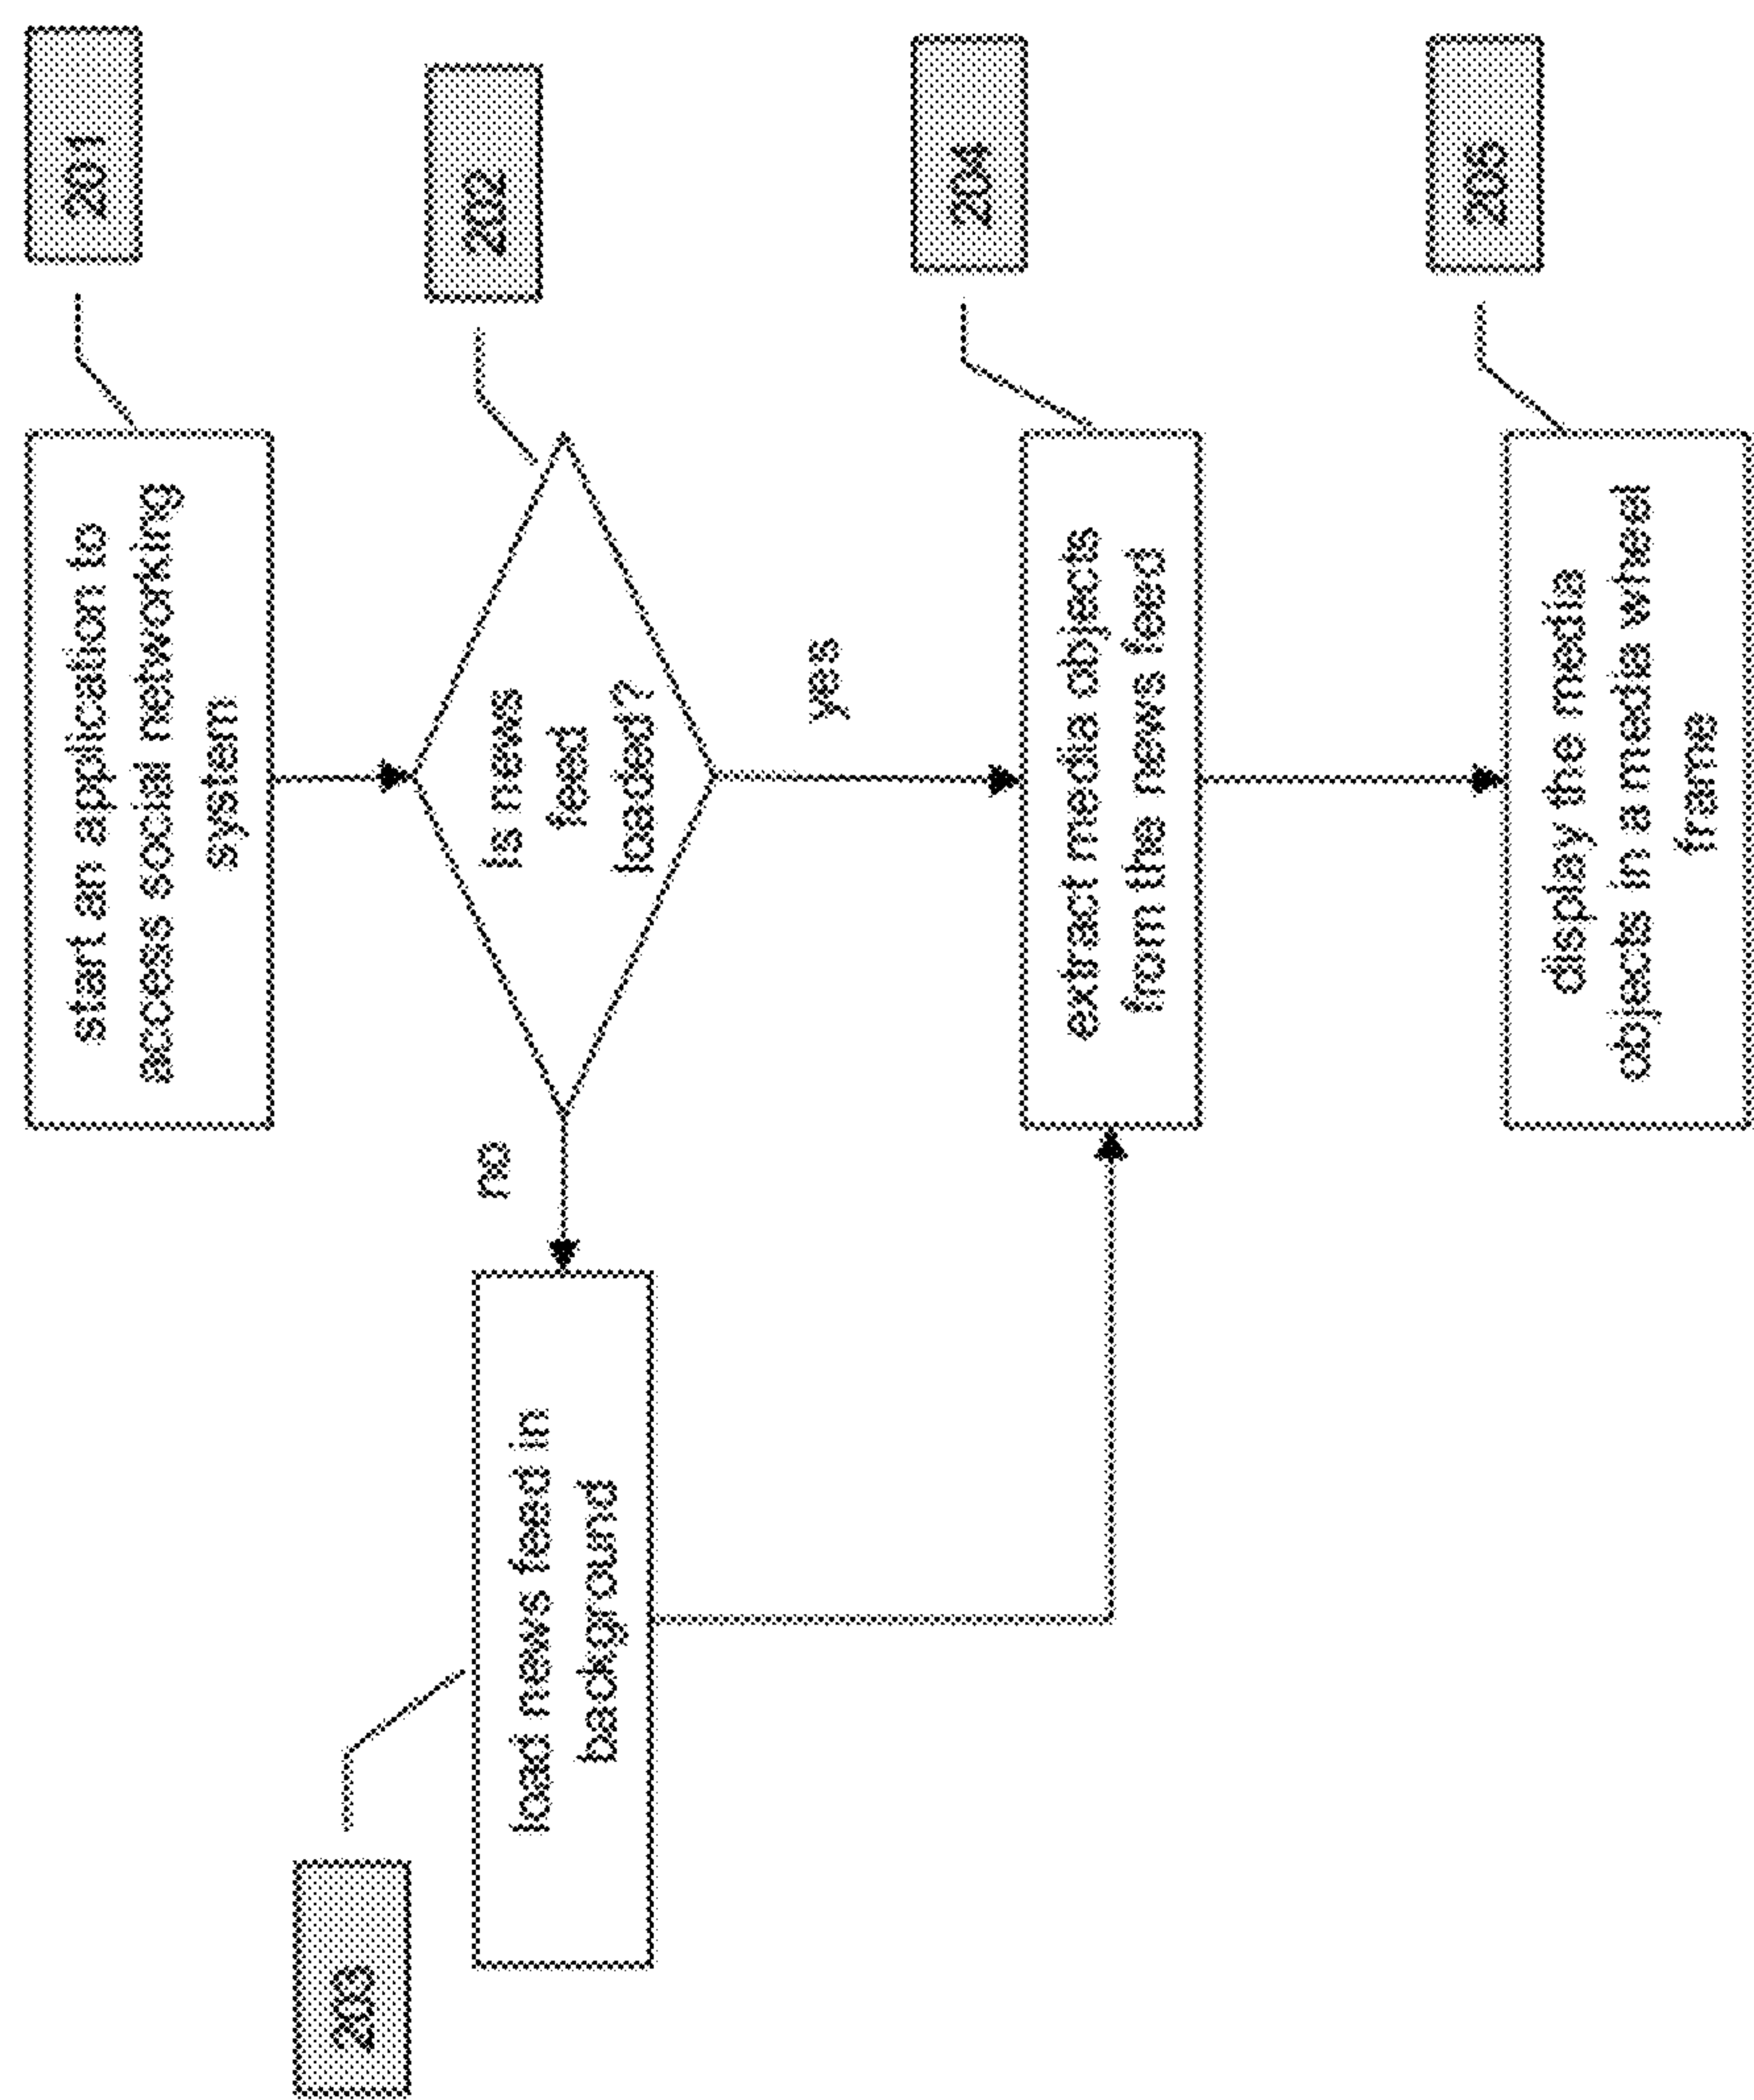 start an application to
access social networking
system
201
is news
feed
loaded?
202
no
203
load news feed in
background
yes
extract media objects
from the news feed
204
display the media
objects in a media wheel
frame
205